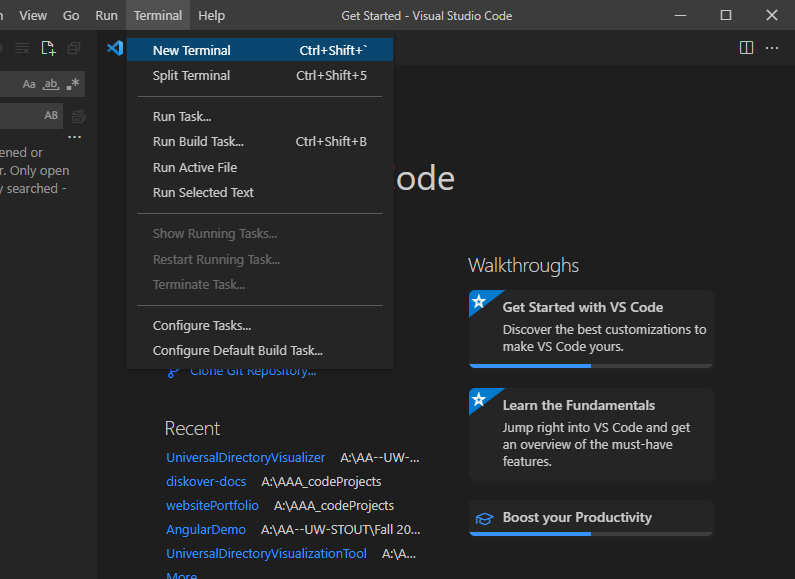 View Go Run Terminal Help Get Started - Visual Studio Code
New Terminal Ctrl+Shift+`
Split Terminal Ctrl+Shift+5
Run Task...
Run Build Task... Ctrl+Shift+B
Run Active File
Run Selected Text
Show Running Tasks...
Restart Running Task...
Terminate Task...
Configure Tasks...
Configure Default Build Task...
Aa ab .*
AB
...
ened or
r. Only open
y searched -
ode
Clone Git Repository...
Recent
UniversalDirectoryVisualizer A:\AA--UW-...
diskover-docs A:\AAA_codeProjects
websitePortfolio A:\AAA_codeProjects
AngularDemo A:\AA--UW-STOUT\Fall 20...
UniversalDirectoryVisualizationTool A:\A...
More
Walkthroughs
Get Started with VS Code
Discover the best customizations to
make VS Code yours.
Learn the Fundamentals
Jump right into VS Code and get
an overview of the must-have
features.
Boost your Productivity